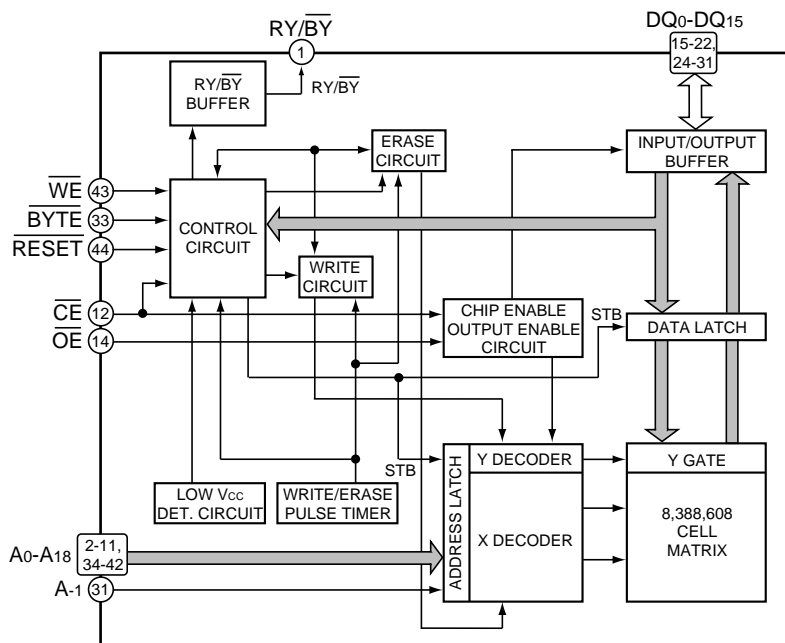 RY/BY
1
RY/BY
BUFFER
RY/BY
DQ0-DQ15
15-22,
24-31
ERASE
CIRCUIT
INPUT/OUTPUT
BUFFER
WE
43
BYTE
33
RESET
44
CONTROL
CIRCUIT
WRITE
CIRCUIT
CE
12
OE
14
CHIP ENABLE
OUTPUT ENABLE
CIRCUIT
STB
DATA LATCH
STB
ADDRESS LATCH
Y DECODER
X DECODER
Y GATE
8,388,608
CELL
MATRIX
LOW VCC
DET. CIRCUIT
WRITE/ERASE
PULSE TIMER
A0-A18
2-11,
34-42
A-1
31